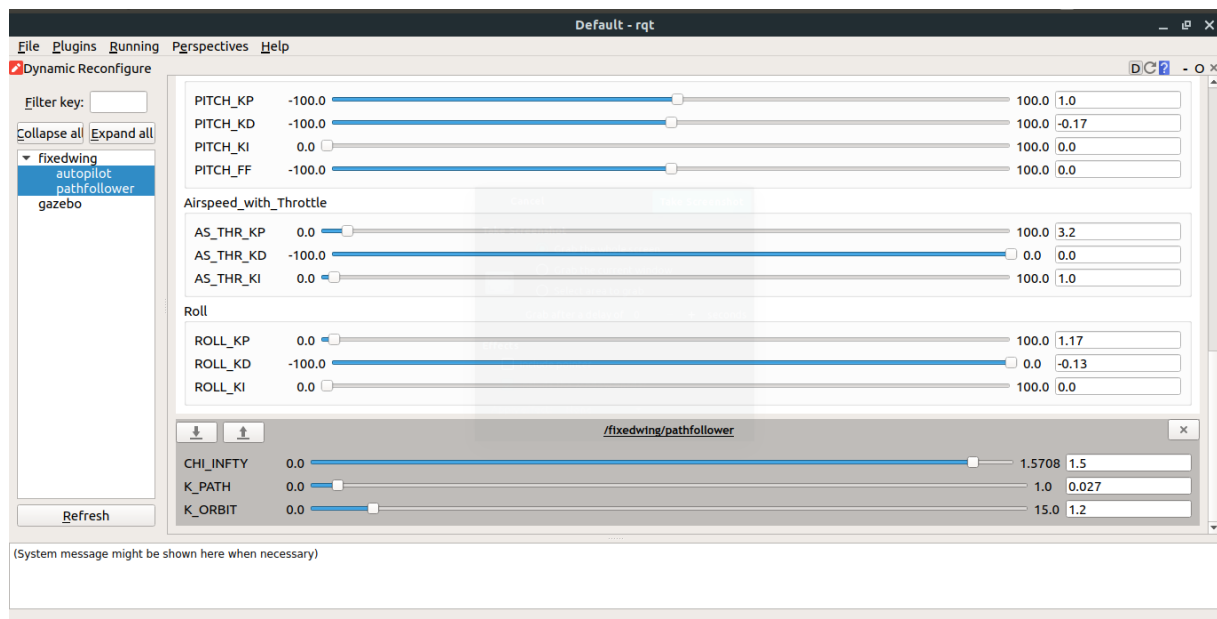 Default - rqt
File Plugins Running Perspectives Help
Dynamic Reconfigure
D ? - O ×
Filter key:
Collapse all Expand all
fixedwing
autopilot
pathfollower
gazebo
Refresh
PITCH_KP -100.0 100.0 1.0
PITCH_KD -100.0 100.0 -0.17
PITCH_KI 0.0 100.0 0.0
PITCH_FF -100.0 100.0 0.0
Airspeed_with_Throttle
AS_THR_KP 0.0 100.0 3.2
AS_THR_KD -100.0 0.0 0.0
AS_THR_KI 0.0 100.0 1.0
Roll
ROLL_KP 0.0 100.0 1.17
ROLL_KD -100.0 0.0 -0.13
ROLL_KI 0.0 100.0 0.0
/fixedwing/pathfollower
CHI_INFTY 0.0 1.5708 1.5
K_PATH 0.0 1.0 0.027
K_ORBIT 0.0 15.0 1.2
(System message might be shown here when necessary)